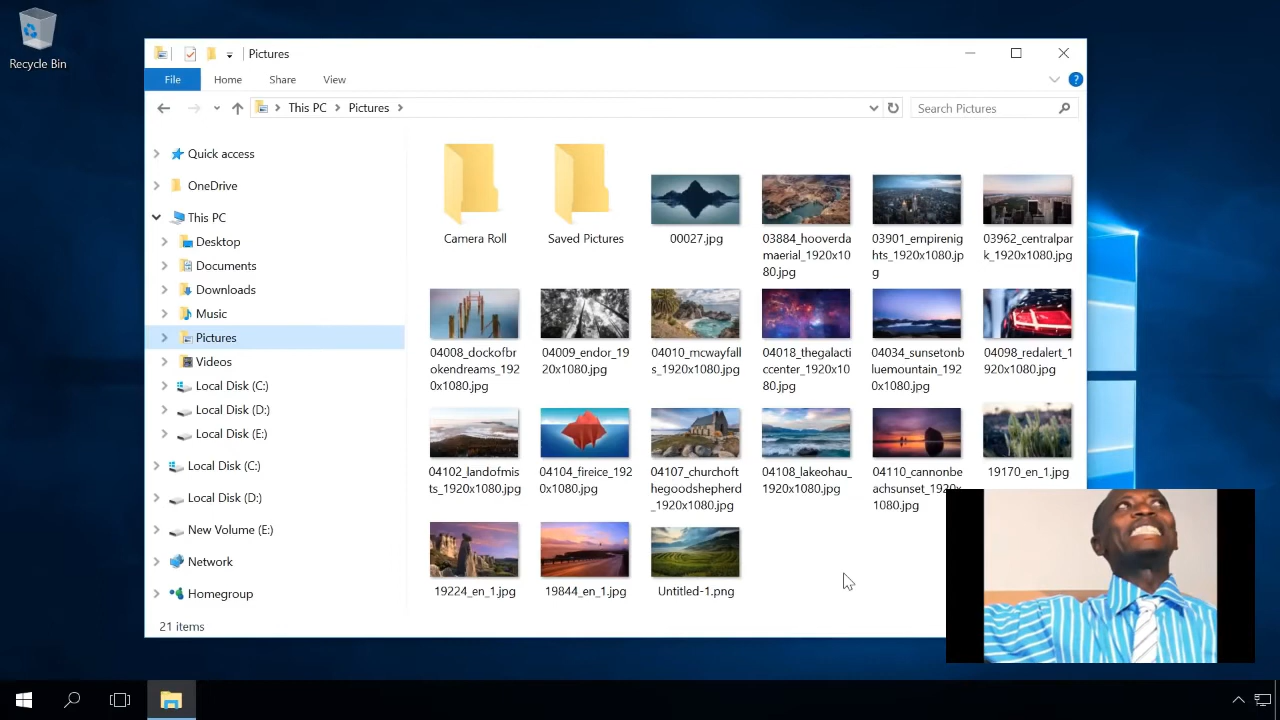 Recycle Bin
Pictures
File Home Share View
This PC Pictures
Search Pictures
Quick access
OneDrive
This PC
Desktop
Documents
Downloads
Music
Pictures
Videos
Local Disk (C:)
Local Disk (D:)
Local Disk (E:)
Local Disk (C:)
Local Disk (D:)
New Volume (E:)
Network
Homegroup
Camera Roll
Saved Pictures
00027.jpg
03884_hooverda
maerial_1920x10
80.jpg
03901_empirenig
hts_1920x1080.jp
g
03962_centralpar
k_1920x1080.jpg
04008_dockofbr
okendreams_192
0x1080.jpg
04009_endor_19
20x1080.jpg
04010_mcwayfall
s_1920x1080.jpg
04018_thegalacti
ccenter_1920x10
80.jpg
04034_sunsetonb
luemountain_192
0x1080.jpg
04098_redalert_1
920x1080.jpg
04102_landofmis
ts_1920x1080.jpg
04104_fireice_192
0x1080.jpg
04107_churchoft
hegoodshepherd
_1920x1080.jpg
04108_lakeohau_
1920x1080.jpg
04110_cannonbe
achsunset_1920x
1080.jpg
19170_en_1.jpg
19224_en_1.jpg
19844_en_1.jpg
Untitled-1.png
21 items